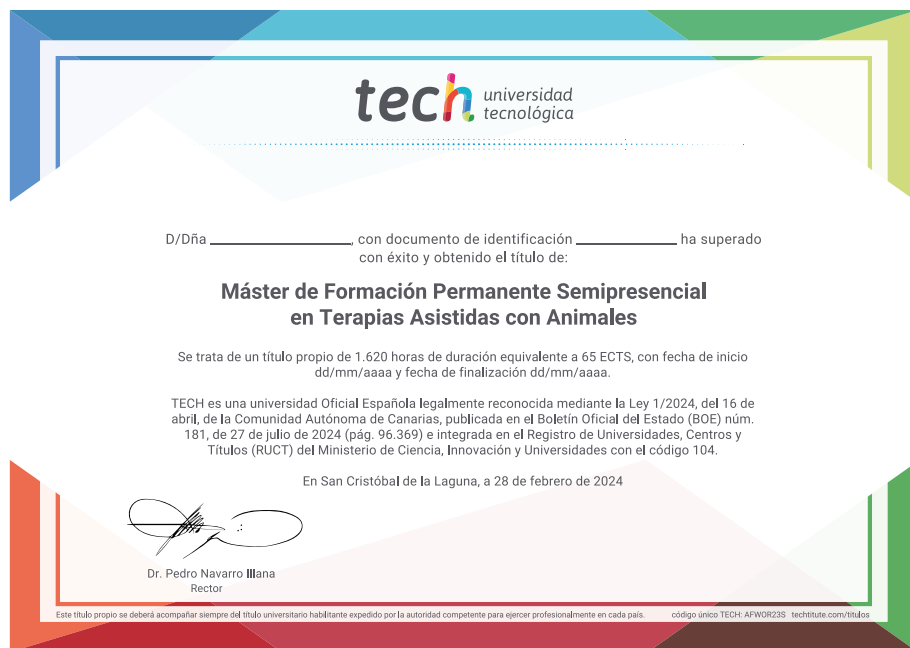 tech universidad
tecnológica
D/Dña ____________________, con documento de identificación ______________ ha superado
con éxito y obtenido el título de:
Máster de Formación Permanente Semipresencial
en Terapias Asistidas con Animales
Se trata de un título propio de 1.620 horas de duración equivalente a 65 ECTS, con fecha de inicio
dd/mm/aaaa y fecha de finalización dd/mm/aaaa.
TECH es una universidad Oficial Española legalmente reconocida mediante la Ley 1/2024, del 16 de
abril, de la Comunidad Autónoma de Canarias, publicada en el Boletín Oficial del Estado (BOE) núm.
181, de 27 de julio de 2024 (pág. 96.369) e integrada en el Registro de Universidades, Centros y
Títulos (RUCT) del Ministerio de Ciencia, Innovación y Universidades con el código 104.
En San Cristóbal de la Laguna, a 28 de febrero de 2024
Dr. Pedro Navarro Illana
Rector
Este título propio se deberá acompañar siempre del título universitario habilitante expedido por la autoridad competente para ejercer profesionalmente en cada país. código único TECH: AFWOR23S techtitute.com/titulos